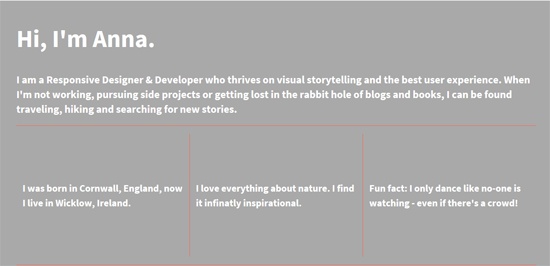 Hi, I'm Anna.
I am a Responsive Designer & Developer who thrives on visual storytelling and the best user experience. When
I'm not working, pursuing side projects or getting lost in the rabbit hole of blogs and books, I can be found
traveling, hiking and searching for new stories.
I was born in Cornwall, England, now
I live in Wicklow, Ireland.
I love everything about nature. I find
it infinatly inspirational.
Fun fact: I only dance like no-one is
watching - even if there's a crowd!